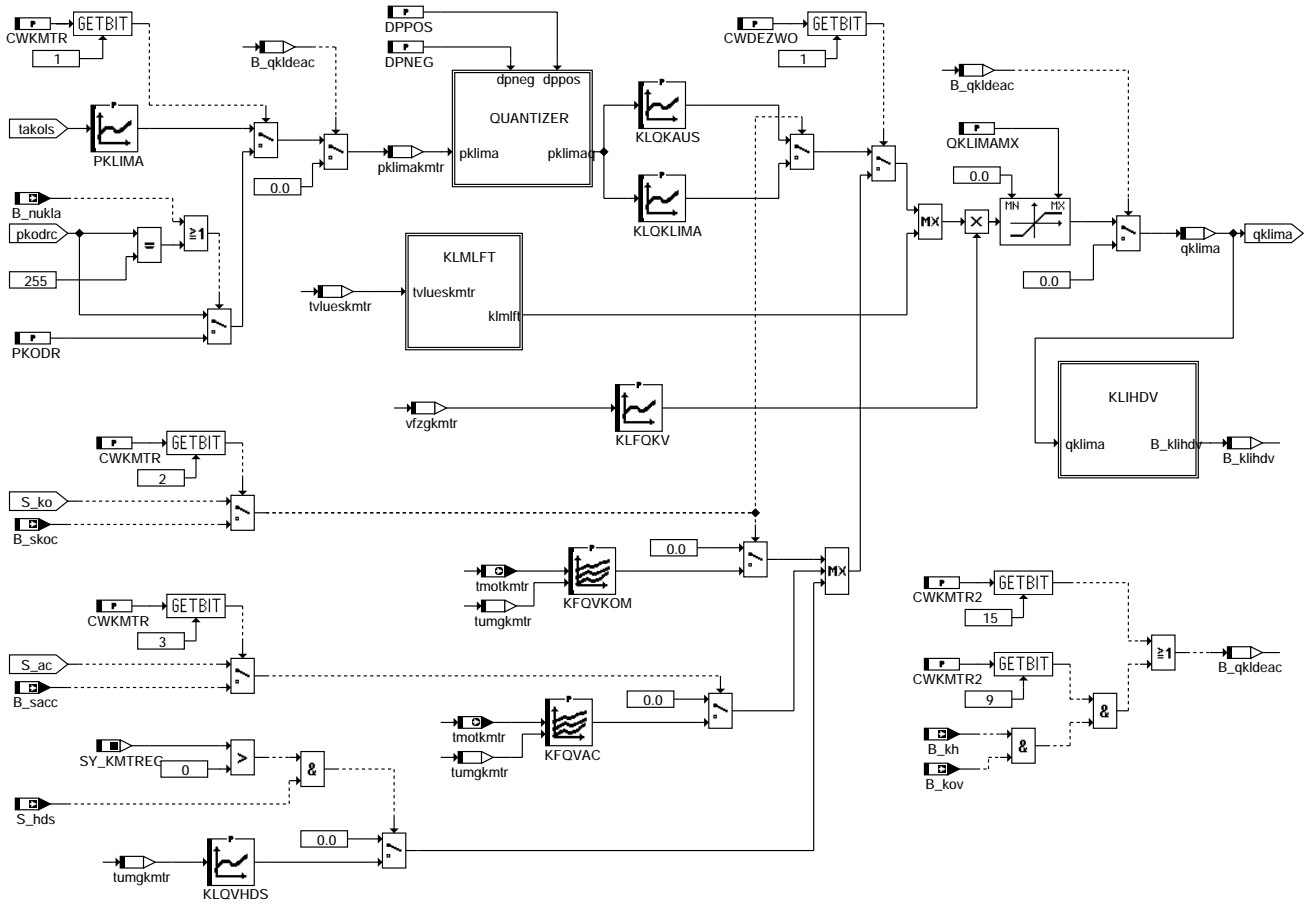 P
CWKMTR
GETBIT
1
B_qkldeac
P
DPPOS
P
DPNEG
dpneg dppos
QUANTIZER
pklima
pklimaq
P
CWDEZWO
GETBIT
1
B_qkldeac
takols
P
PKLIMA
0.0
pklimakmtr
P
KLQKAUS
P
KLQKLIMA
P
QKLIMAMX
0.0
MN
MX
MX
X
0.0
qklima
qklima
B_nukla
pkodrc
=
≥1
255
P
PKODR
tvlueskmtr
KLMLFT
tvlueskmtr
klmlft
vfzgkmtr
P
KLFQKV
KLIHDV
qklima
B_klihdv
B_klihdv
P
CWKMTR
GETBIT
2
S_ko
B_skoc
0.0
tmotkmtr
tumgkmtr
P
KFQVKOM
MX
P
CWKMTR
GETBIT
3
S_ac
B_sacc
0.0
tmotkmtr
tumgkmtr
P
KFQVAC
SY_KMTREG
0
>
&
S_hds
0.0
tumgkmtr
P
KLQVHDS
P
CWKMTR2
GETBIT
15
P
CWKMTR2
GETBIT
9
B_kh
B_kov
&
&
≥1
B_qkldeac